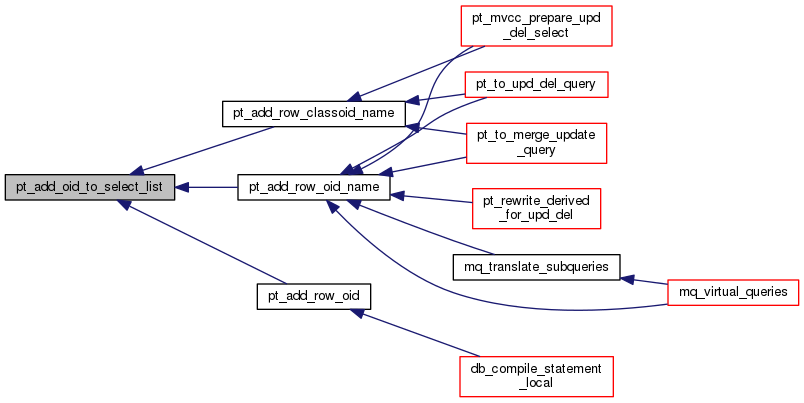 pt_mvcc_prepare_upd
_del_select
pt_to_upd_del_query
pt_add_row_classoid_name
pt_to_merge_update
_query
pt_add_oid_to_select_list
pt_add_row_oid_name
pt_rewrite_derived
_for_upd_del
mq_translate_subqueries
mq_virtual_queries
pt_add_row_oid
db_compile_statement
_local